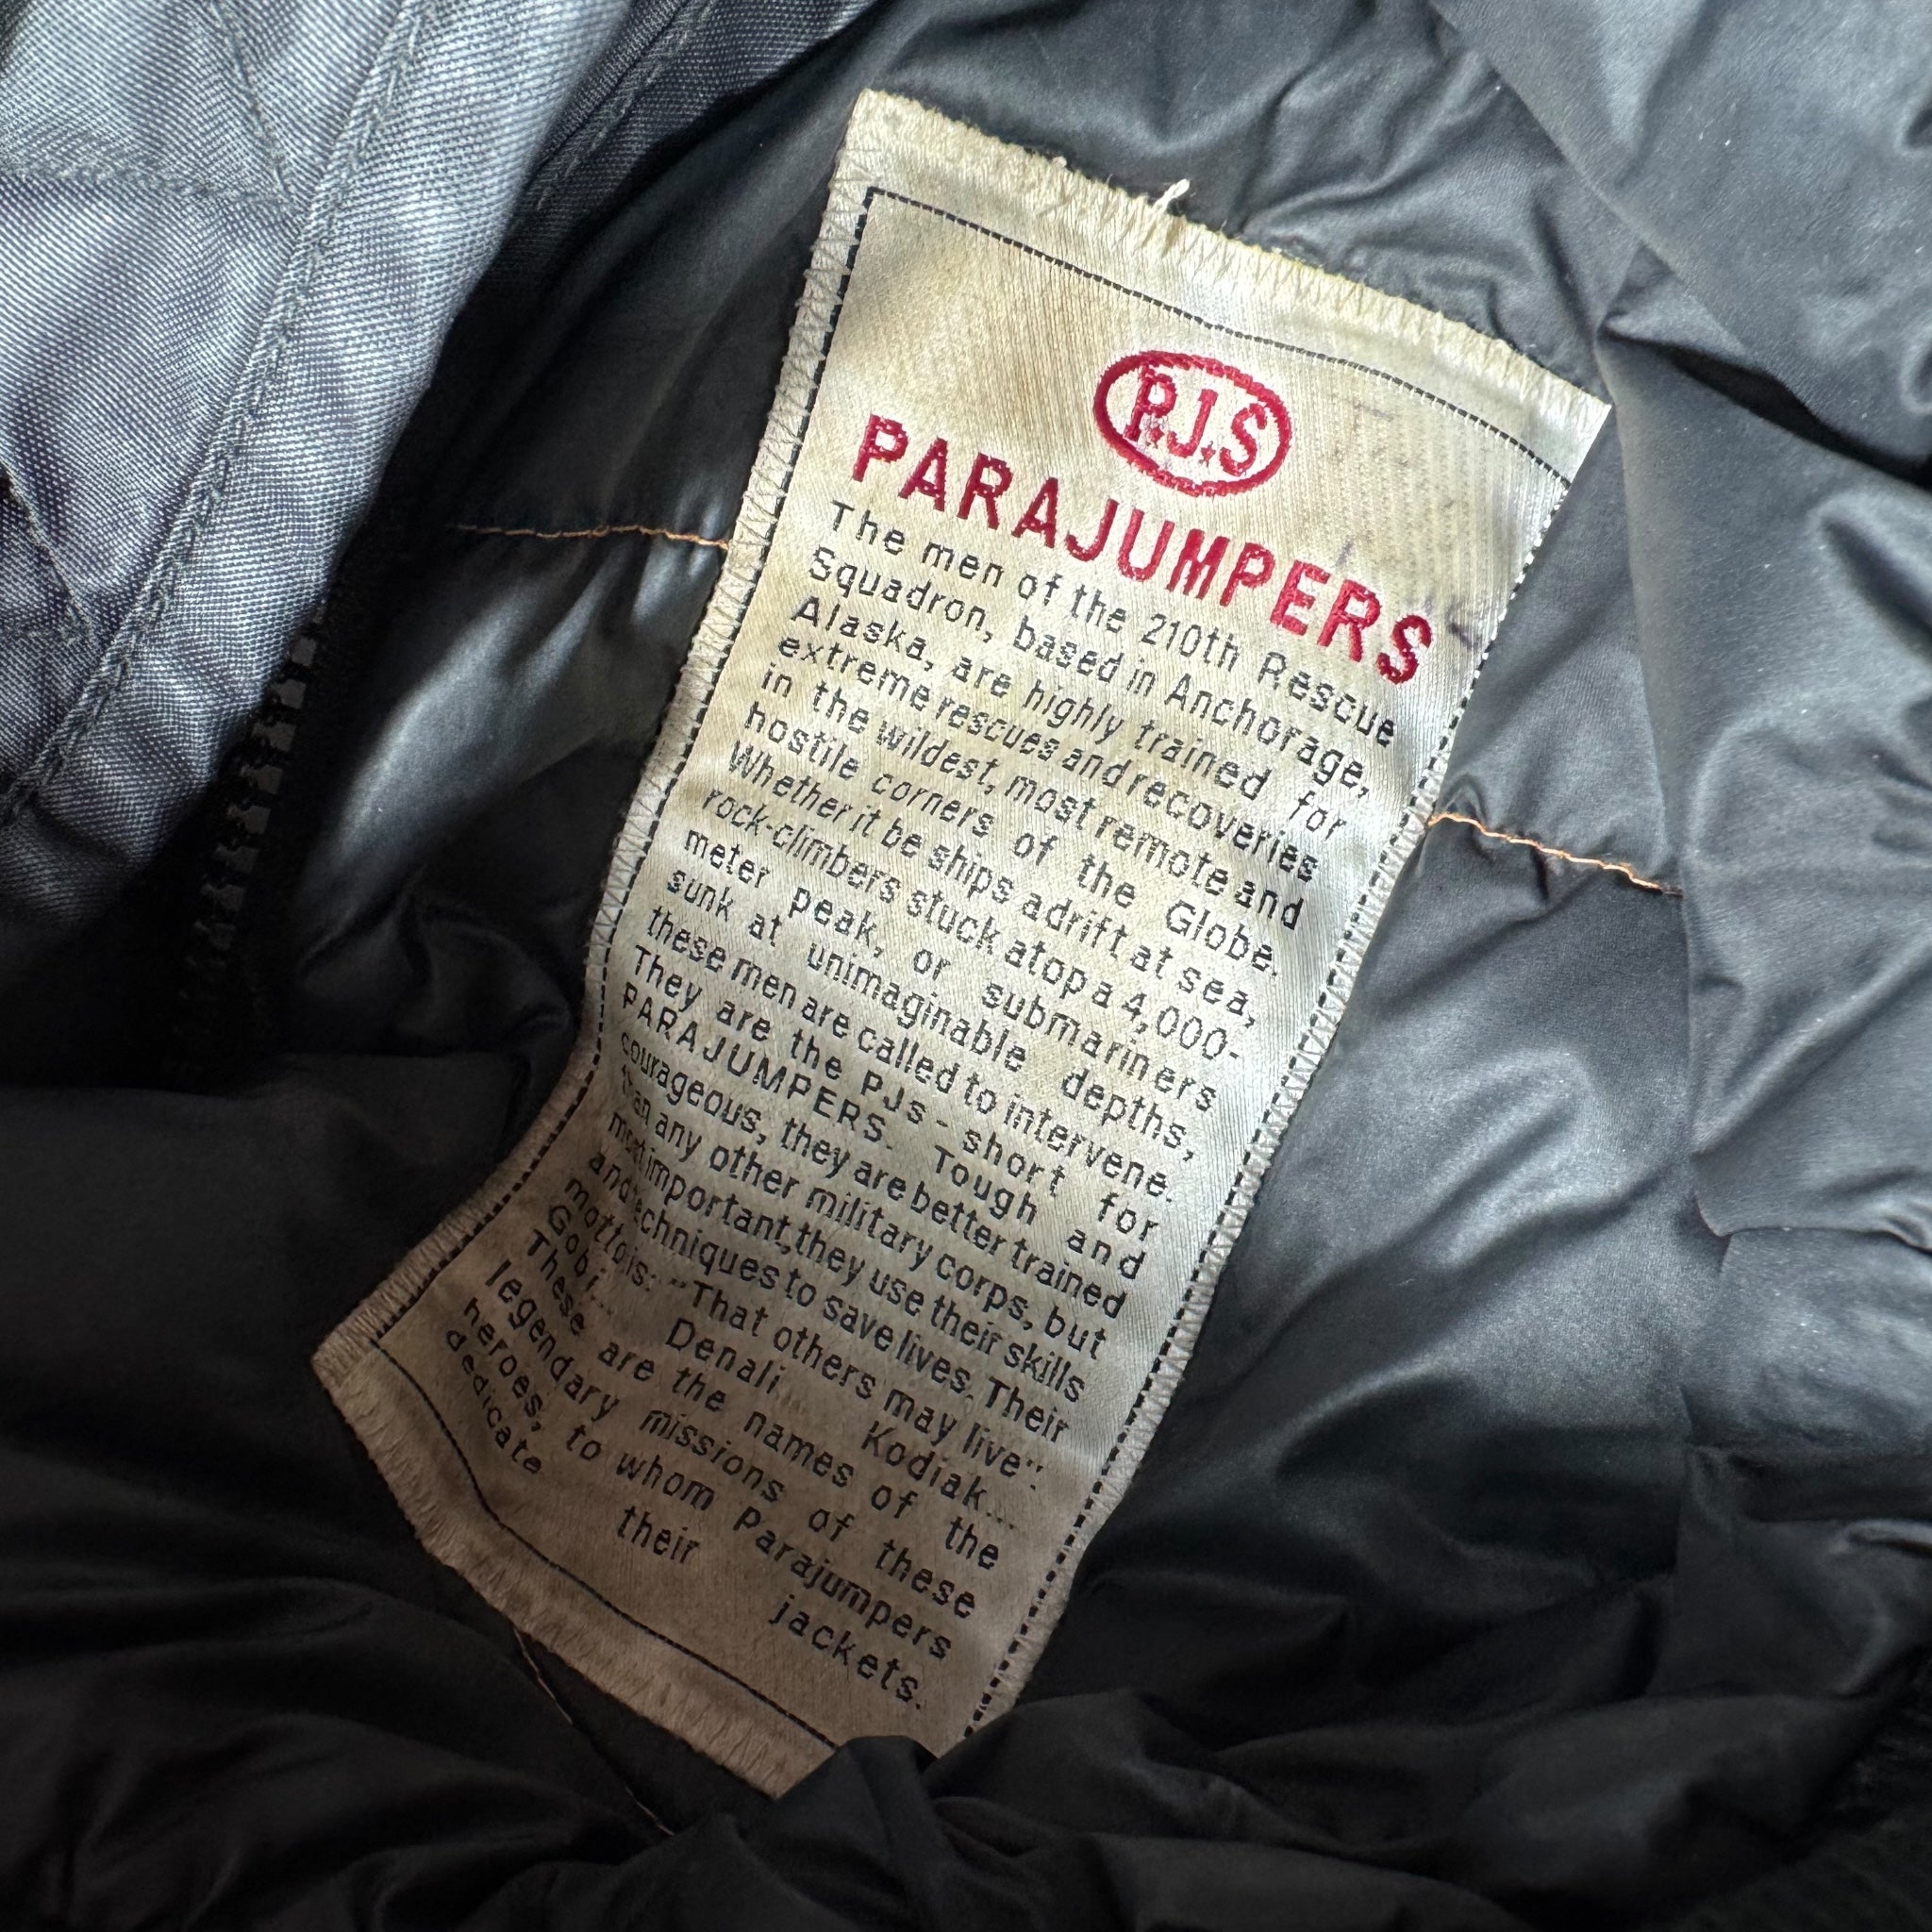 P.J.S
PARAJUMPERS
The men of the 210th Rescue
Squadron, based in Anchorage,
Alaska, are highly trained for
extreme rescues and recoveries
in the wildest, most remote and
hostile corners of the Globe.
Whether it be ships adrift at sea,
rock-climbers stuck atop a 4,000-
meter peak, or submariners
sunk at unimaginable depths,
these men are called to intervene.
They are the PJs - short for
PARAJUMPERS. Tough and
courageous, they are better trained
than any other military corps, but
most important, they use their skills
and techniques to save lives. Their
motto is: "That others may live".
Gobi... Denali... Kodiak...
These are the names of the
legendary missions of these
heroes, to whom Parajumpers
dedicate their jackets.